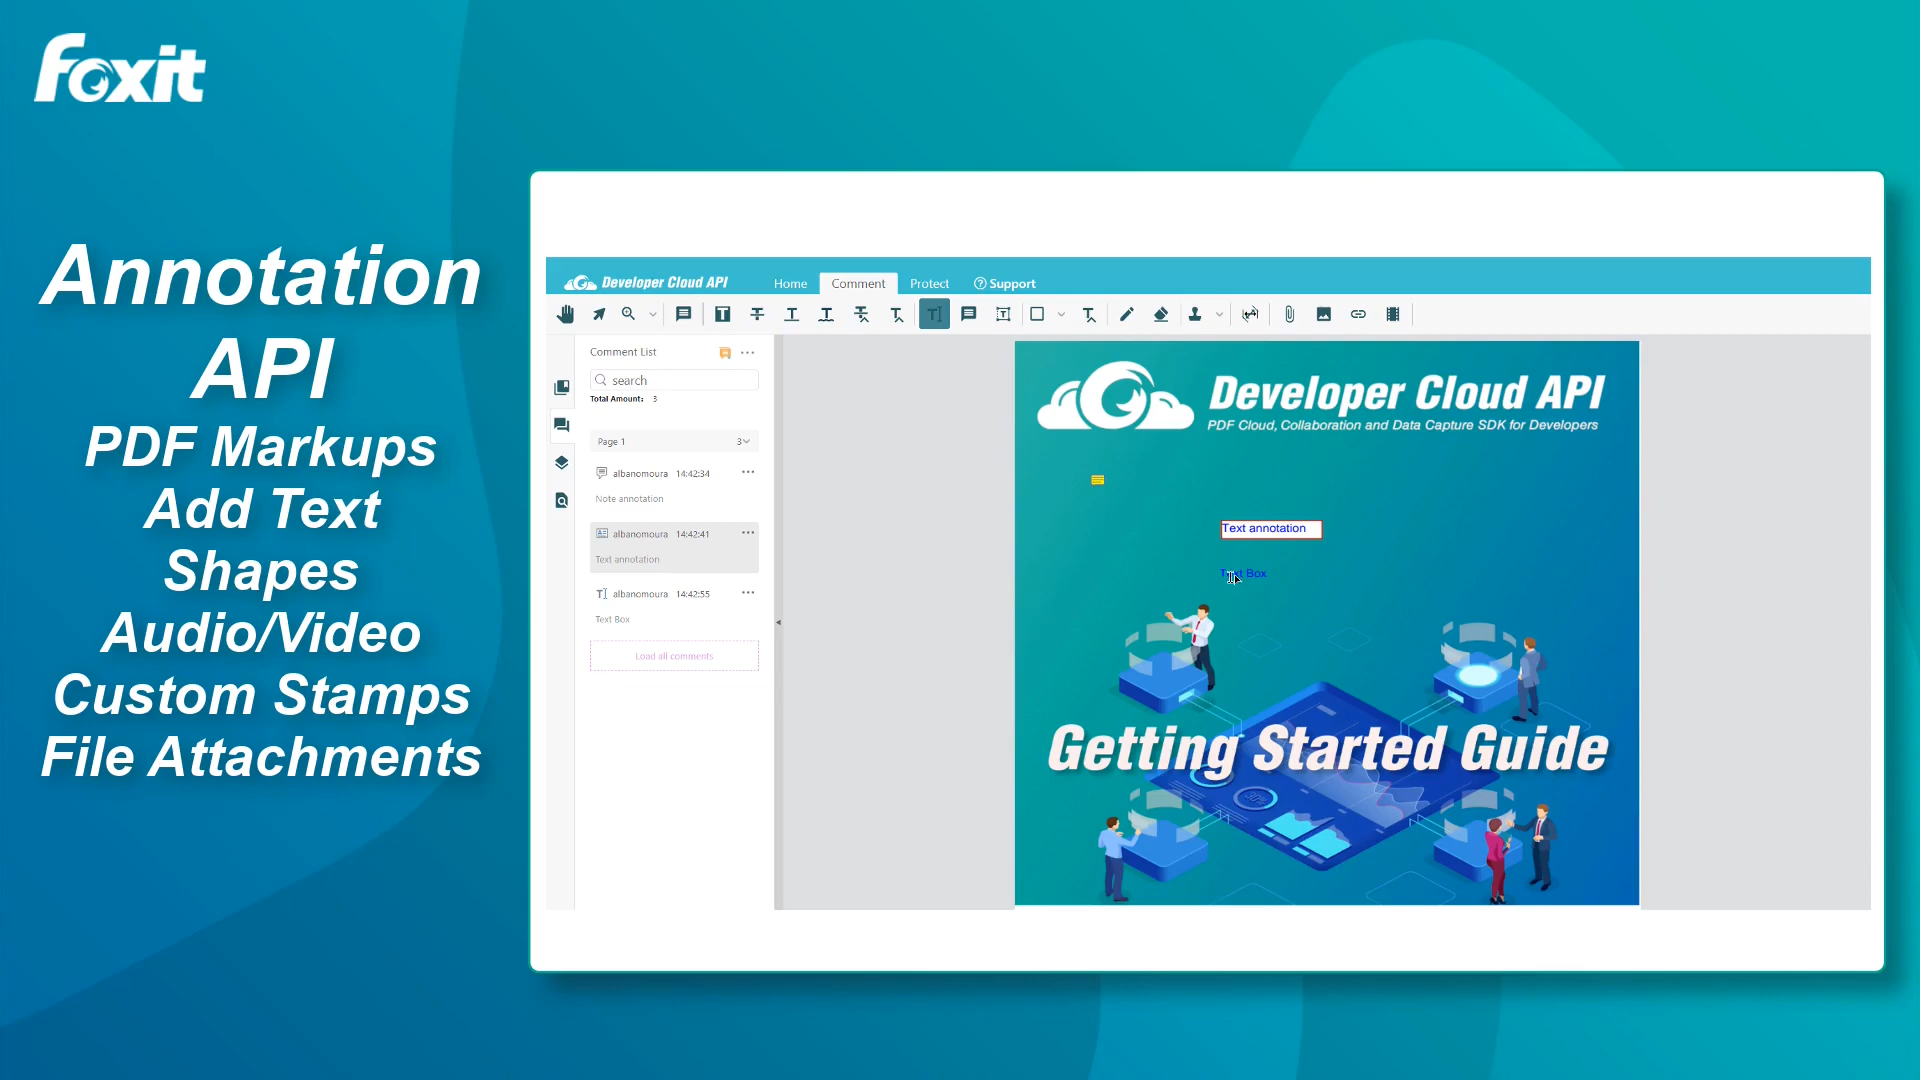 foxit
Annotation
API
PDF Markups
Add Text
Shapes
Audio/Video
Custom Stamps
File Attachments
Developer Cloud API
Home
Comment
Protect
Support
Comment List
search
Total Amount: 3
Page 1
3
albanomoura 14:42:34
Note annotation
albanomoura 14:42:41
Text annotation
albanomoura 14:42:55
Text Box
Load all comments
Developer Cloud API
PDF Cloud, Collaboration and Data Capture SDK for Developers
Text annotation
Text Box
Getting Started Guide